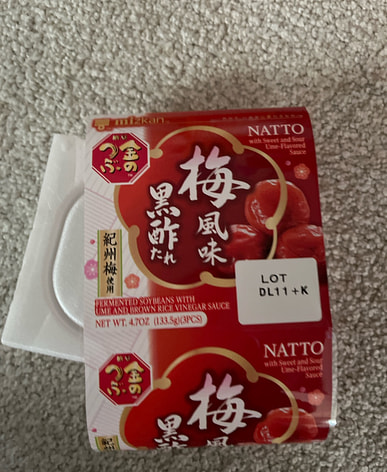 mizkan
NATTO
with Sweet and Sour
Ume-Flavored
Sauce
金の
つぶ
梅
風味
黒酢
たれ
紀州梅使用
LOT
DL11+K
FERMENTED SOYBEANS WITH
UME AND BROWN RICE VINEGAR SAUCE
NET WT. 4.7OZ (133.5g)(3PCS)
NATTO
with Sweet and Sour
Ume-Flavored
Sauce
金の
つぶ
梅
風
黒酢